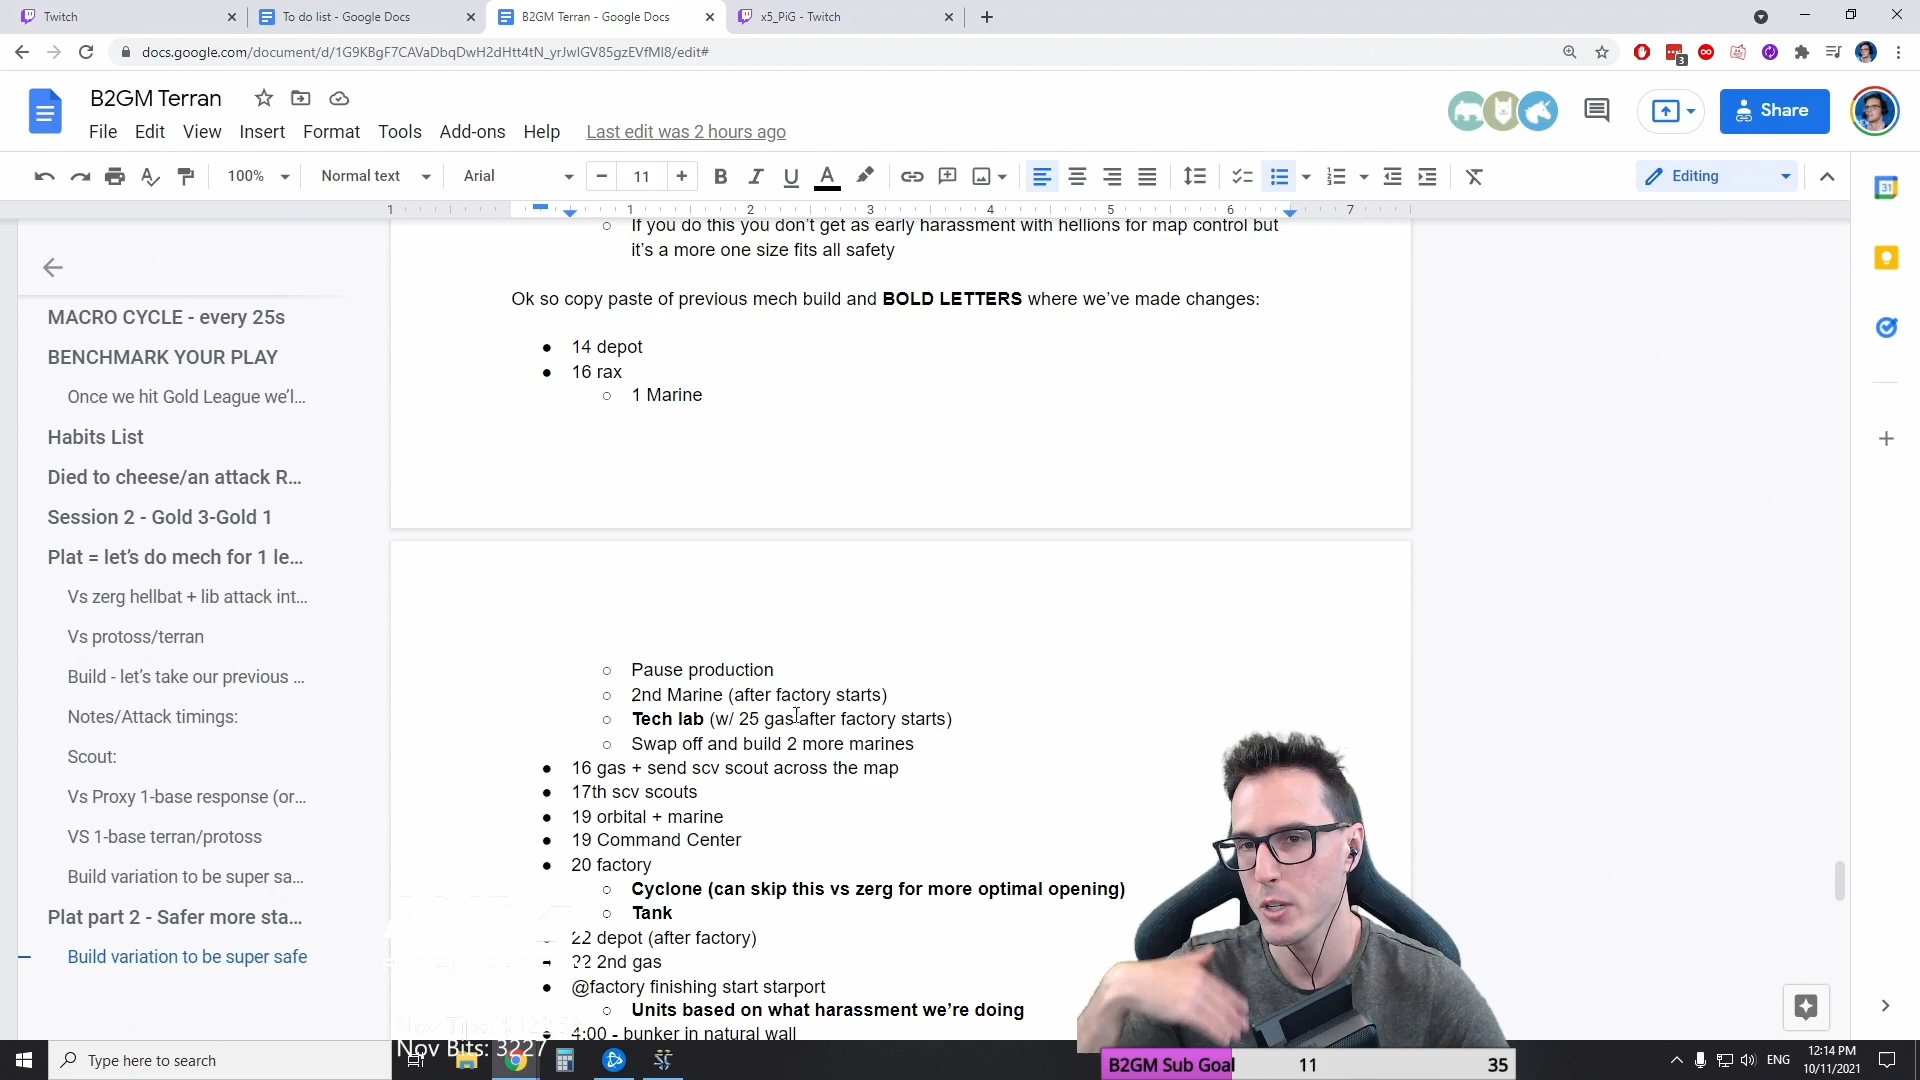 Twitch
To do list - Google Docs
B2GM Terran - Google Docs
x5_PiG - Twitch
docs.google.com/document/d/1G9KBgF7CAVaDbqDwH2dHtt4tN_yrJwIGV85gzEVfMI8/edit#
3
B2GM Terran
Share
File Edit View Insert Format Tools Add-ons Help Last edit was 2 hours ago
100% Normal text Arial 11 Editing
1 1 2 3 4 5 6 7
31
MACRO CYCLE - every 25s
BENCHMARK YOUR PLAY
Once we hit Gold League we'l...
Habits List
Died to cheese/an attack R...
Session 2 - Gold 3-Gold 1
Plat = let's do mech for 1 le...
Vs zerg hellbat + lib attack int...
Vs protoss/terran
Build - let's take our previous ...
Notes/Attack timings:
Scout:
Vs Proxy 1-base response (or...
VS 1-base terran/protoss
Build variation to be super sa...
Plat part 2 - Safer more sta...
Build variation to be super safe
If you do this you don't get as early harassment with hellions for map control but
it's a more one size fits all safety
Ok so copy paste of previous mech build and BOLD LETTERS where we've made changes:
14 depot
16 rax
1 Marine
Pause production
2nd Marine (after factory starts)
Tech lab (w/ 25 gas after factory starts)
Swap off and build 2 more marines
16 gas + send scv scout across the map
17th scv scouts
19 orbital + marine
19 Command Center
20 factory
Cyclone (can skip this vs zerg for more optimal opening)
Tank
22 depot (after factory)
22 2nd gas
@factory finishing start starport
Units based on what harassment we're doing
4:00 - bunker in natural wall
Nov Bits: 3227
Type here to search
B2GM Sub Goal 11 35
ENG
12:14 PM
10/11/2021